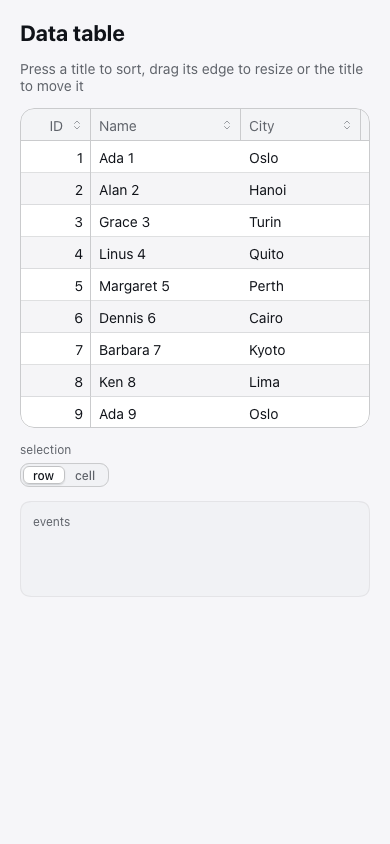 Data table
Press a title to sort, drag its edge to resize or the title
to move it
ID Name City
1 Ada 1 Oslo
2 Alan 2 Hanoi
3 Grace 3 Turin
4 Linus 4 Quito
5 Margaret 5 Perth
6 Dennis 6 Cairo
7 Barbara 7 Kyoto
8 Ken 8 Lima
9 Ada 9 Oslo
selection
row cell
events